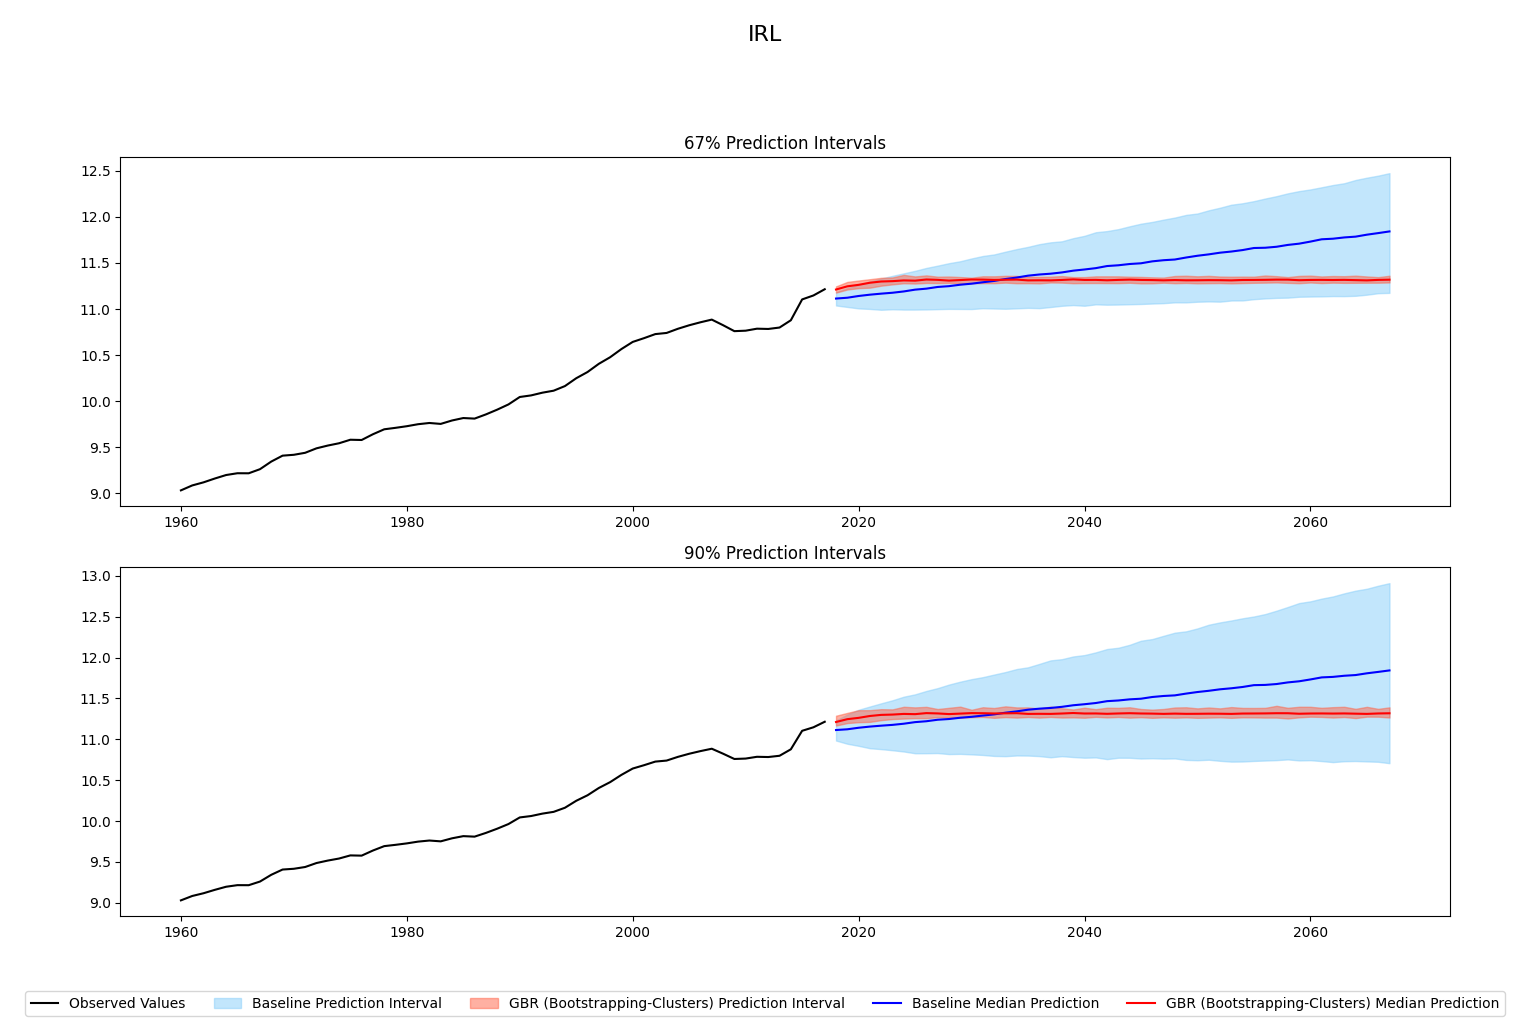 IRL
67% Prediction Intervals
12.5
12.0
11.5
11.0
10.5
10.0
9.5
9.0
1960 1980 2000 2020 2040 2060
90% Prediction Intervals
13.0
12.5
12.0
11.5
11.0
10.5
10.0
9.5
9.0
1960 1980 2000 2020 2040 2060
Observed Values Baseline Prediction Interval GBR (Bootstrapping-Clusters) Prediction Interval Baseline Median Prediction GBR (Bootstrapping-Clusters) Median Prediction